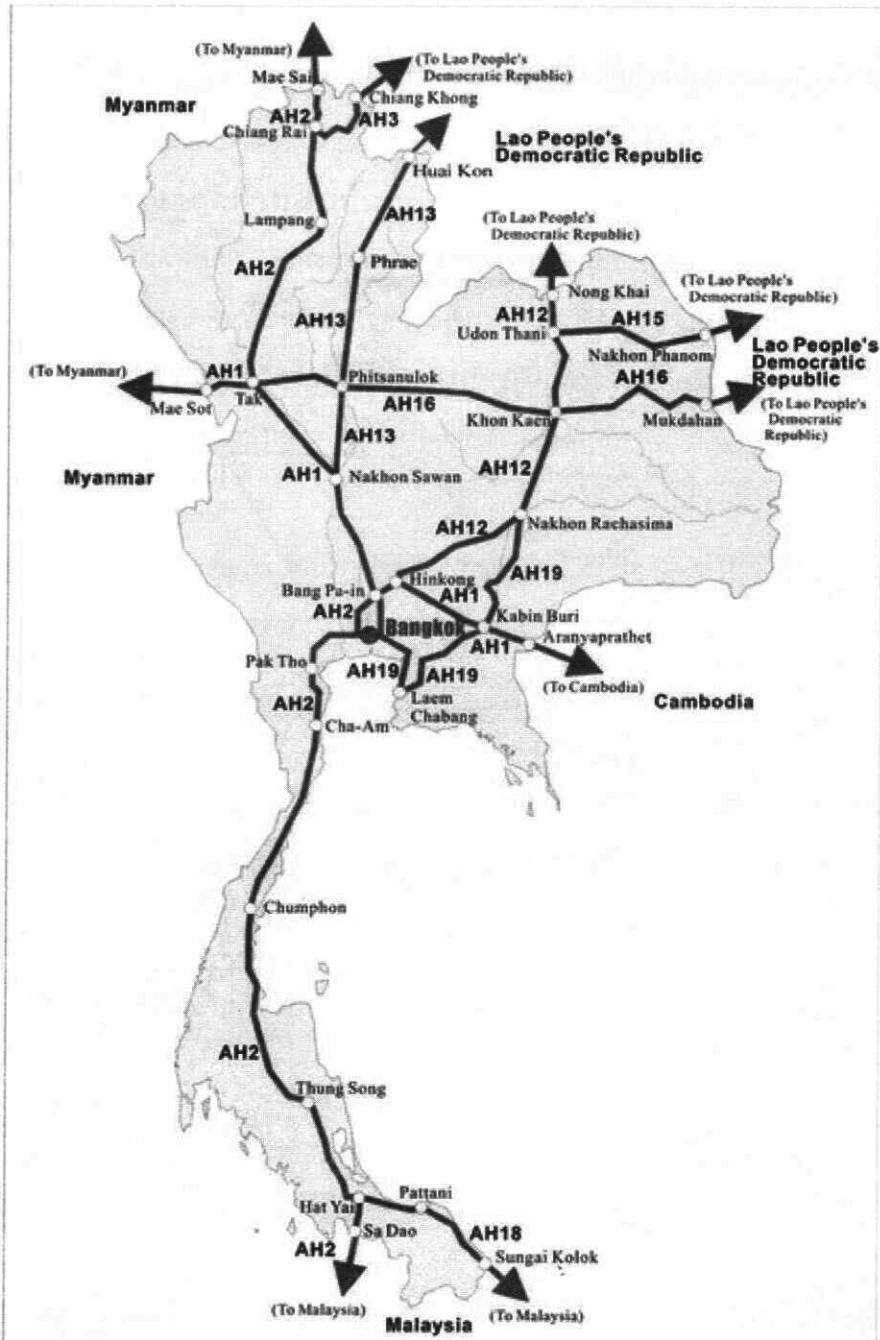 (To Myanmar)
(To Lao People's
Democratic Republic)
Mae Sai
Chiang Khong
Myanmar
AH2
AH3
Chiang Rai
Lao People's
Democratic Republic
Huai Kon
AH13
Lampang
(To Lao People's
Democratic Republic)
AH2
Phrae
Nong Khai
(To Lao People's
Democratic Republic)
AH13
AH12
AH15
Udon Thani
Nakhon Phanom
Lao People's
Democratic
Republic
AH1
(To Myanmar)
Phitsanulok
AH16
Mae Sot
Tak
AH16
(To Lao People's
Democratic
Republic)
Khon Kaen
Mukdahan
AH13
AH12
Myanmar
AH1
Nakhon Sawan
AH12
Nakhon Rachasima
Hinkong
AH19
Bang Pa-in
AH1
AH2
Kabin Buri
Bangkok
AH1
Aranyaprathet
Pak Tho
AH19
AH19
(To Cambodia)
Laem
Chabang
Cambodia
AH2
Cha-Am
Chumphon
AH2
Thung Song
Hat Yai
Pattani
Sa Dao
AH18
AH2
Sungai Kolok
(To Malaysia)
(To Malaysia)
Malaysia